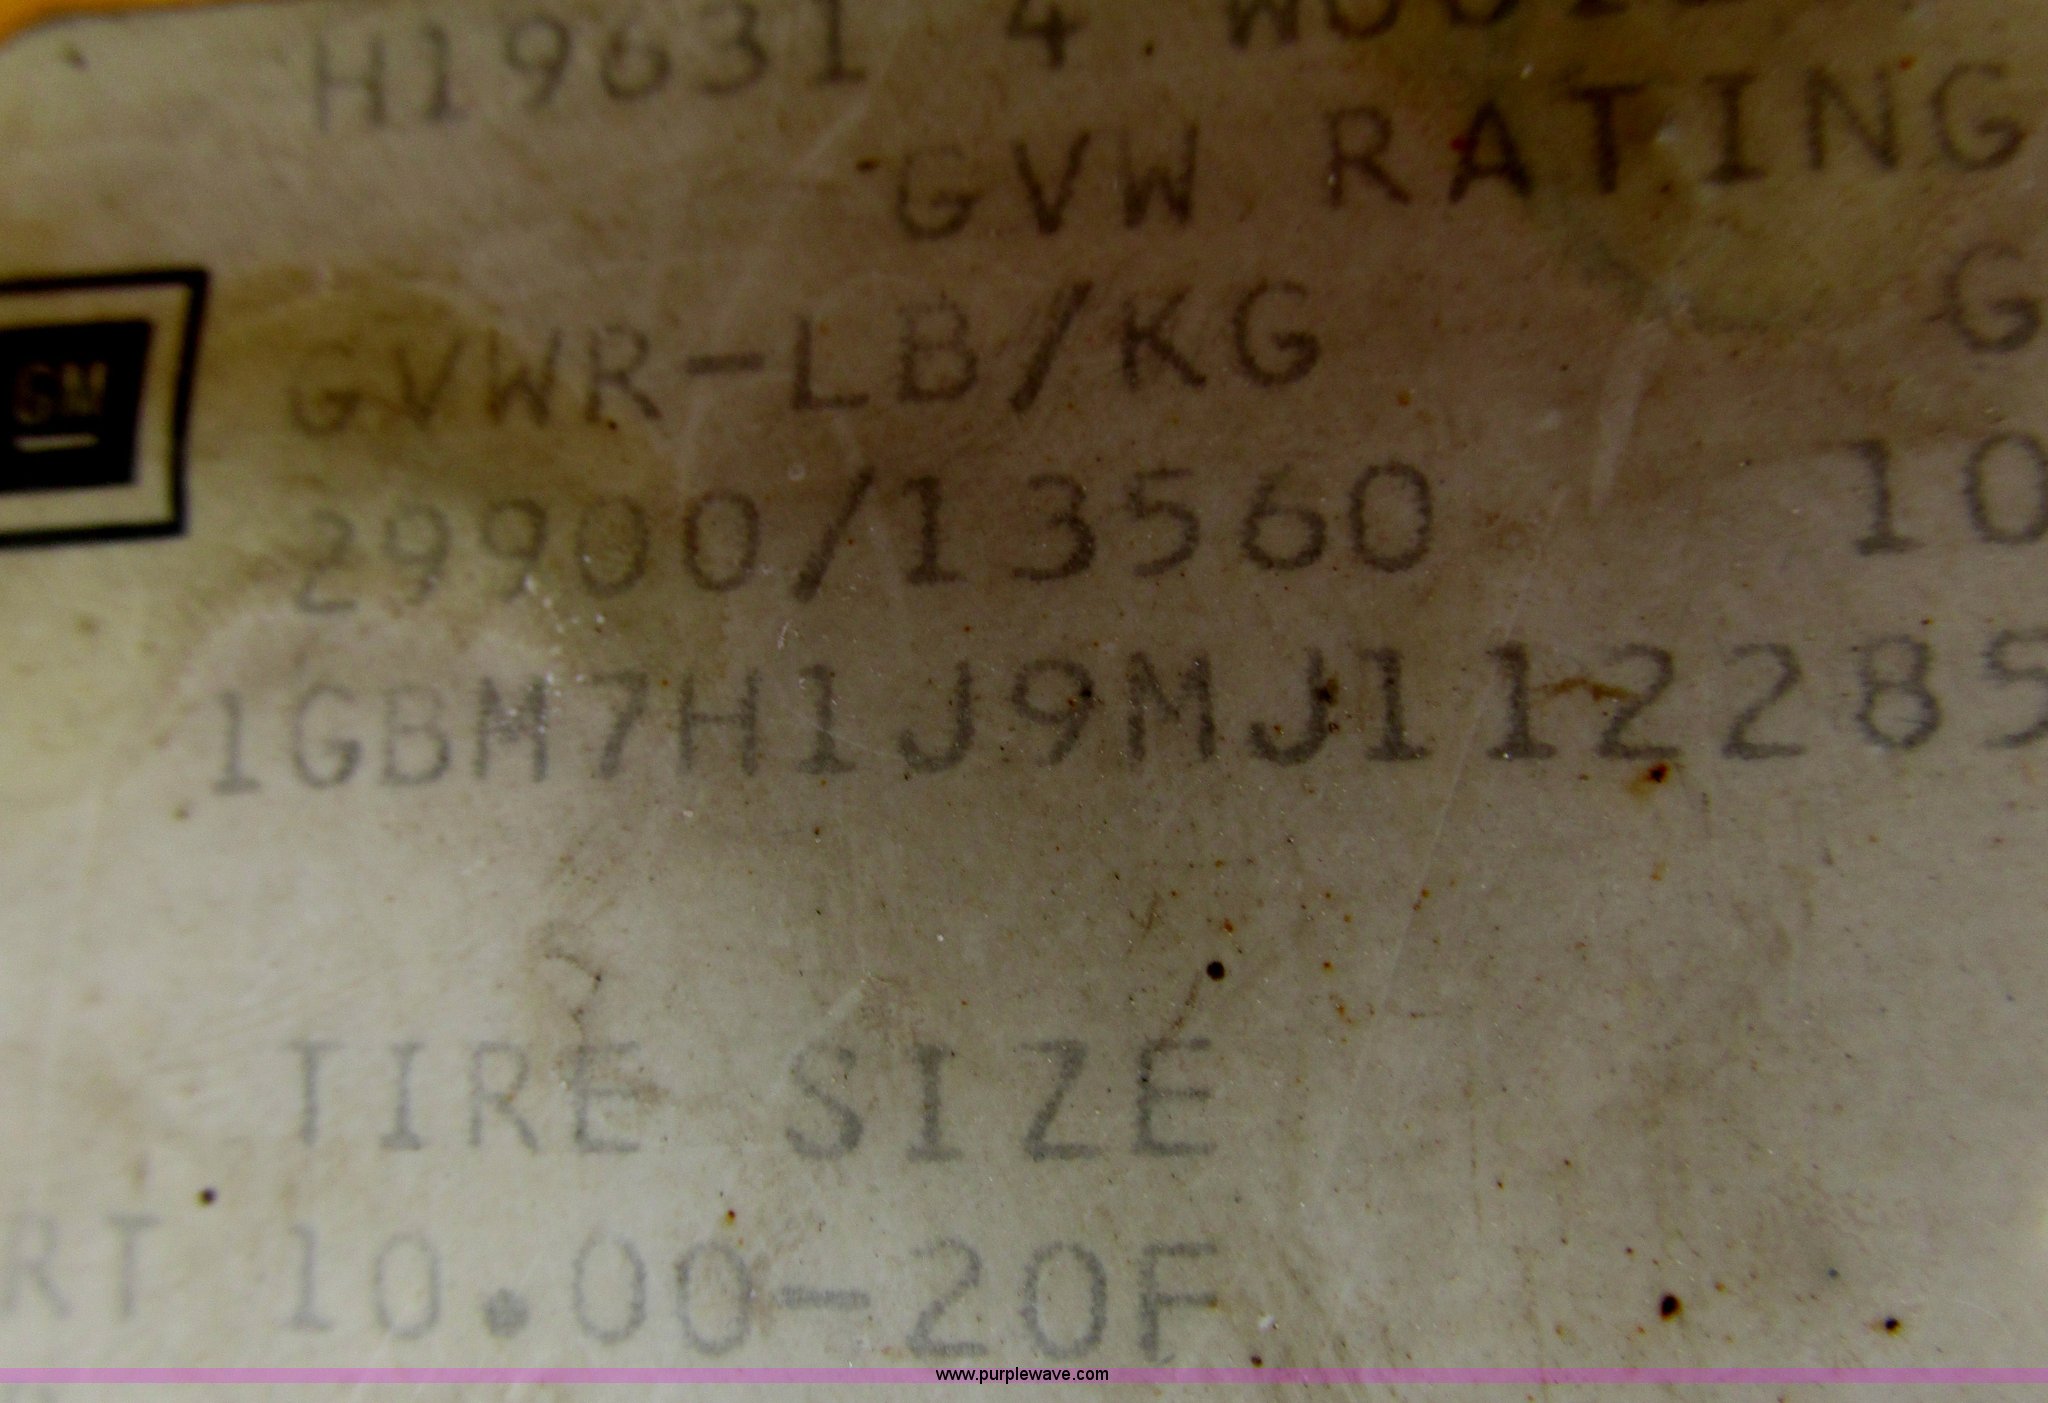 H19631 4
GVW RATING
GVWR-LB/KG G
GM
29900/13560 10
1GBM7H1J9MJ112285
TIRE SIZE
RT 10.00-20F
www.purplewave.com